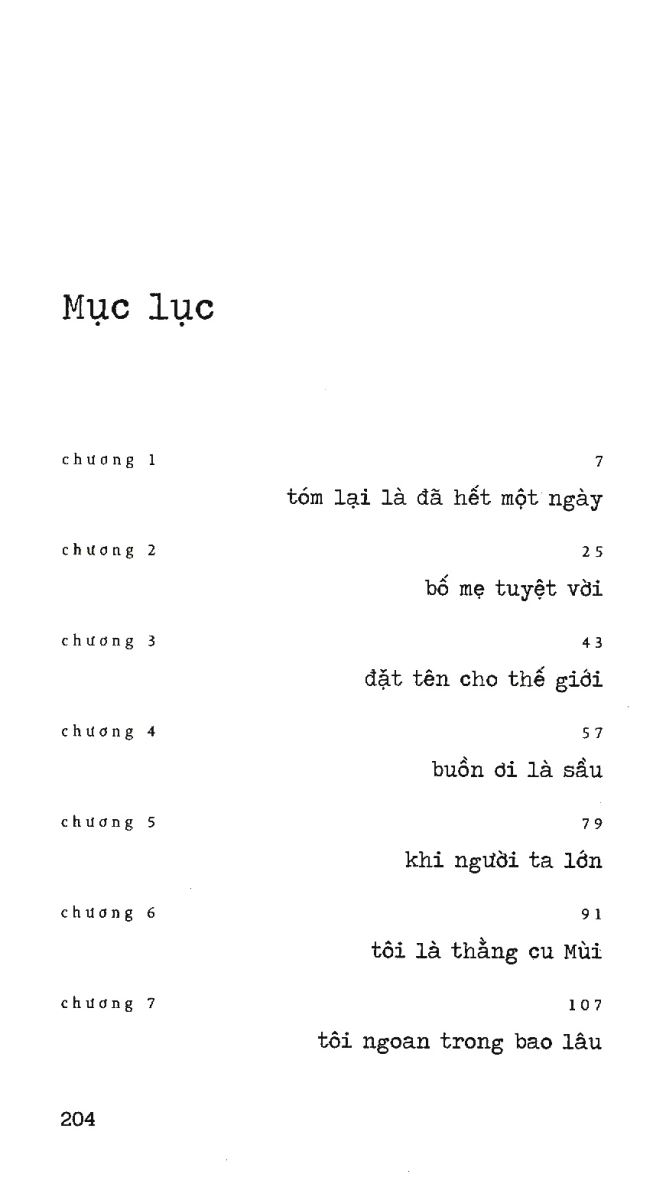 Mục lục
chương 1 7
tóm lại là đã hết một ngày
chương 2 25
bố mẹ tuyệt vời
chương 3 43
đặt tên cho thế giới
chương 4 57
buồn ơi là sầu
chương 5 79
khi người ta lớn
chương 6 91
tôi là thằng cu Mùi
chương 7 107
tôi ngoan trong bao lâu
204